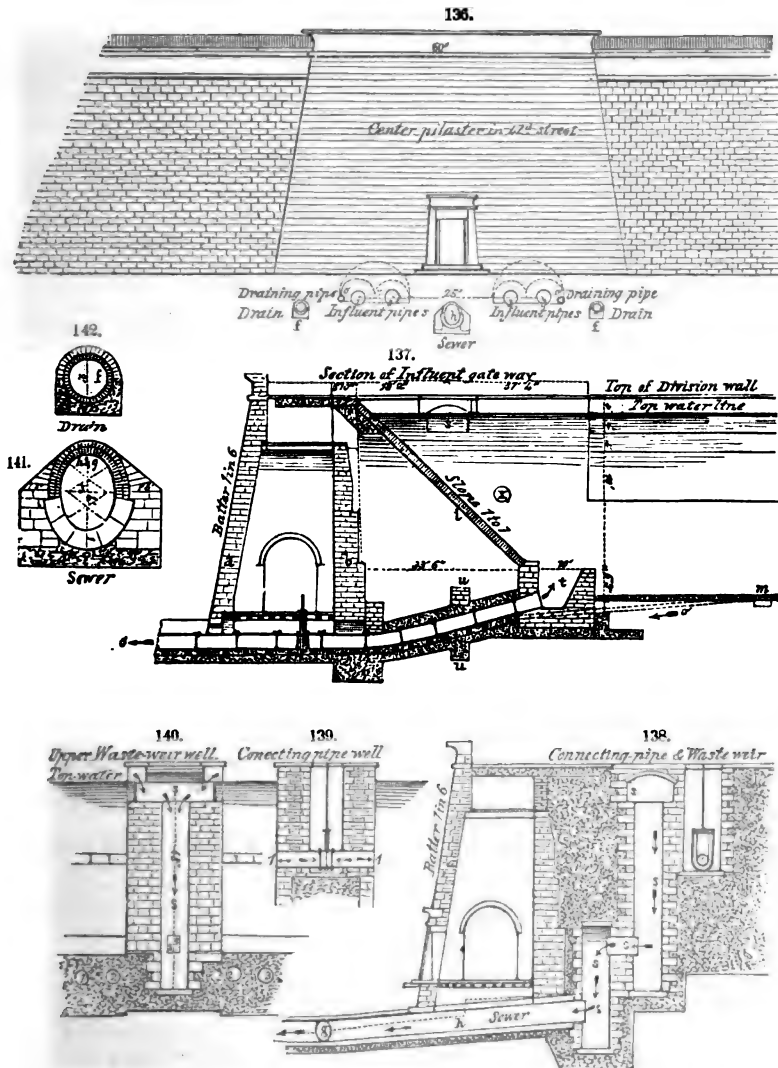 136.
60'
Center pilaster in 42d street
Draining pipe
25'
Draining pipe
Drain
Influent pipes
h
Influent pipes
Drain
f
Sewer
f
142.
f
Drain
141.
g
Sewer
137.
Section of Influent gate way
37' 4"
Top of Division wall
Top water line
s
Batter 1 in 6
Slope 1 to 1
x
t
u
u
m
140.
139.
138.
Upper Waste-weir well.
Conecting pipe well
Connecting-pipe & Waste weir
Top-water
s
s
Batter 1 in 6
s
s
s
s
s
g
h
Sewer